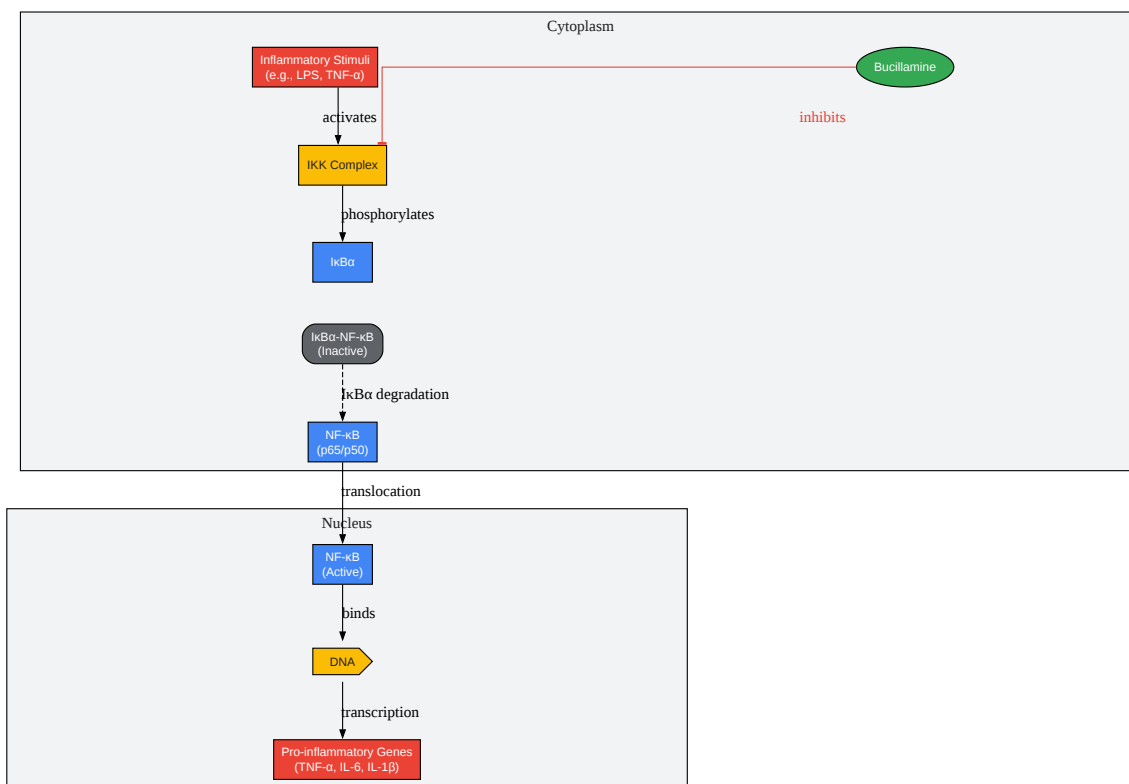 Cytoplasm
Inflammatory Stimuli
(e.g., LPS, TNF-α)
Bucillamine
activates
inhibits
IKK Complex
phosphorylates
IκBα
IκBα-NF-κB
(Inactive)
IκBα degradation
NF-κB
(p65/p50)
translocation
Nucleus
NF-κB
(Active)
binds
DNA
transcription
Pro-inflammatory Genes
(TNF-α, IL-6, IL-1β)